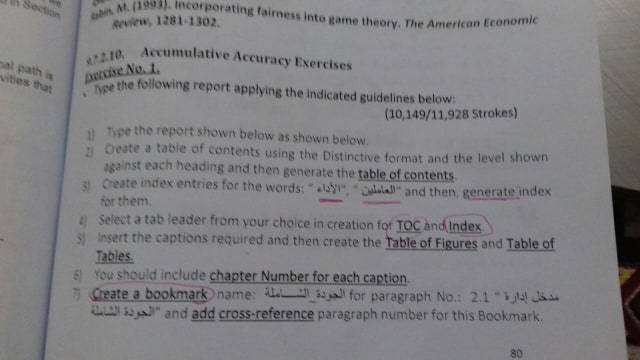 in Section
al path is
vities that
Rabin, M. (1993). Incorporating fairness into game theory. The American Economic
Review, 1281-1302.
9.?.2.10. Accumulative Accuracy Exercises
Exercise No. 1.
Type the following report applying the indicated guidelines below:
(10,149/11,928 Strokes)
1) Type the report shown below as shown below.
2) Create a table of contents using the Distinctive format and the level shown
against each heading and then generate the table of contents.
3) Create index entries for the words: " الأداء", " العاملين" and then, generate index
for them.
4) Select a tab leader from your choice in creation for TOC and Index.
5) Insert the captions required and then create the Table of Figures and Table of
Tables.
6) You should include chapter Number for each caption.
7) Create a bookmark name: الجودة_الشاملة for paragraph No.: 2.1 " مدخل إدارة
الجودة الشاملة" and add cross-reference paragraph number for this Bookmark.
80